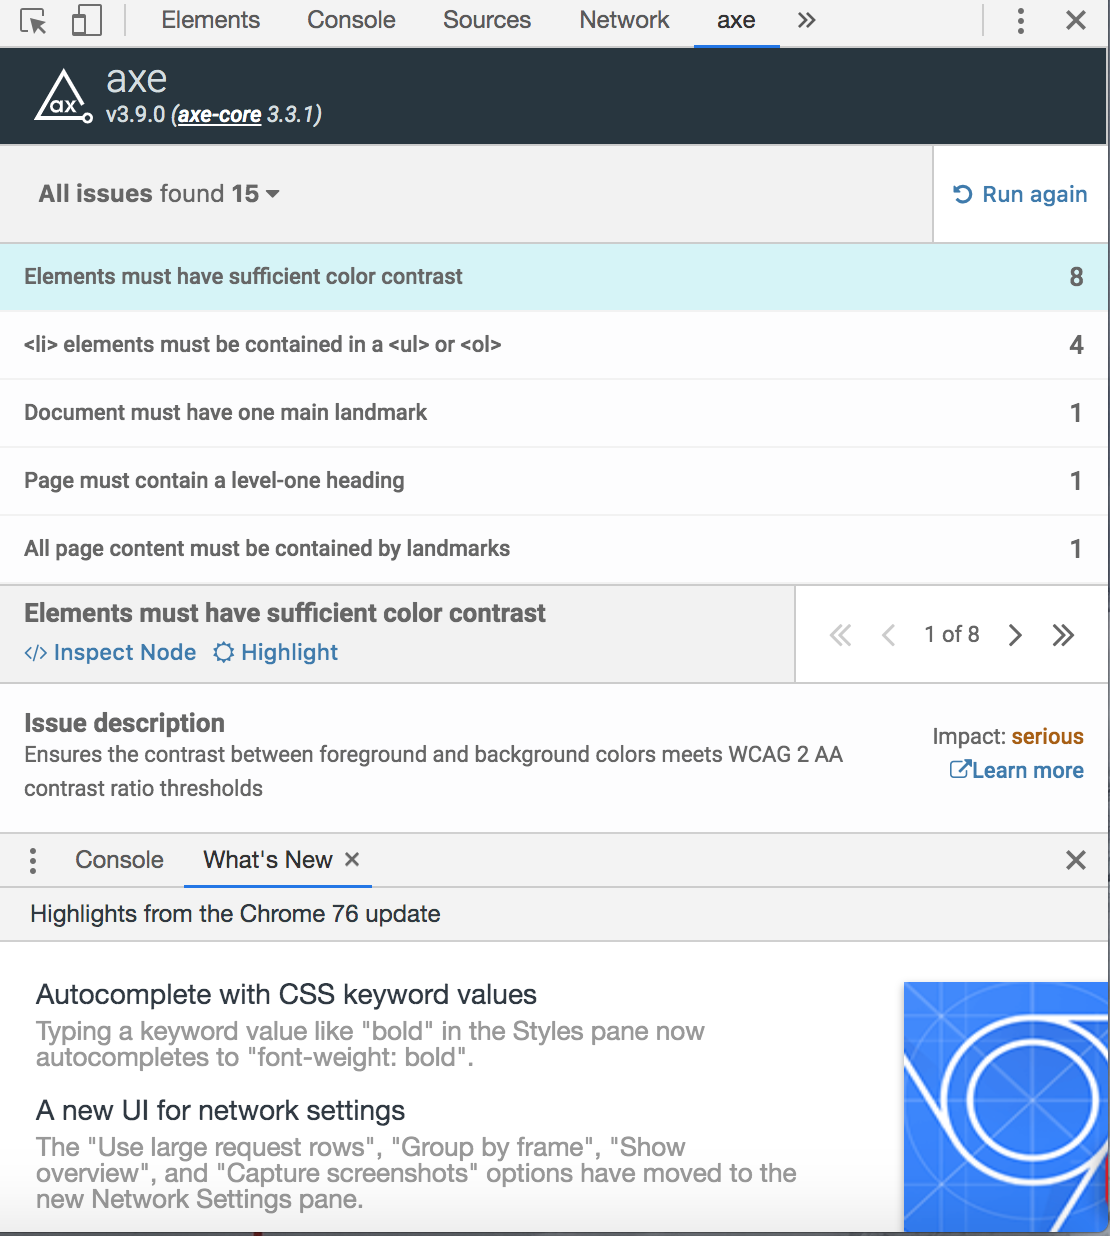 Elements Console Sources Network axe
ax
axe
v3.9.0 (axe-core 3.3.1)
All issues found 15
Run again
Elements must have sufficient color contrast 8
<li> elements must be contained in a <ul> or <ol> 4
Document must have one main landmark 1
Page must contain a level-one heading 1
All page content must be contained by landmarks 1
Elements must have sufficient color contrast
</> Inspect Node Highlight
1 of 8
Issue description
Ensures the contrast between foreground and background colors meets WCAG 2 AA
contrast ratio thresholds
Impact: serious
Learn more
Console What's New
Highlights from the Chrome 76 update
Autocomplete with CSS keyword values
Typing a keyword value like "bold" in the Styles pane now
autocompletes to "font-weight: bold".
A new UI for network settings
The "Use large request rows", "Group by frame", "Show
overview", and "Capture screenshots" options have moved to the
new Network Settings pane.